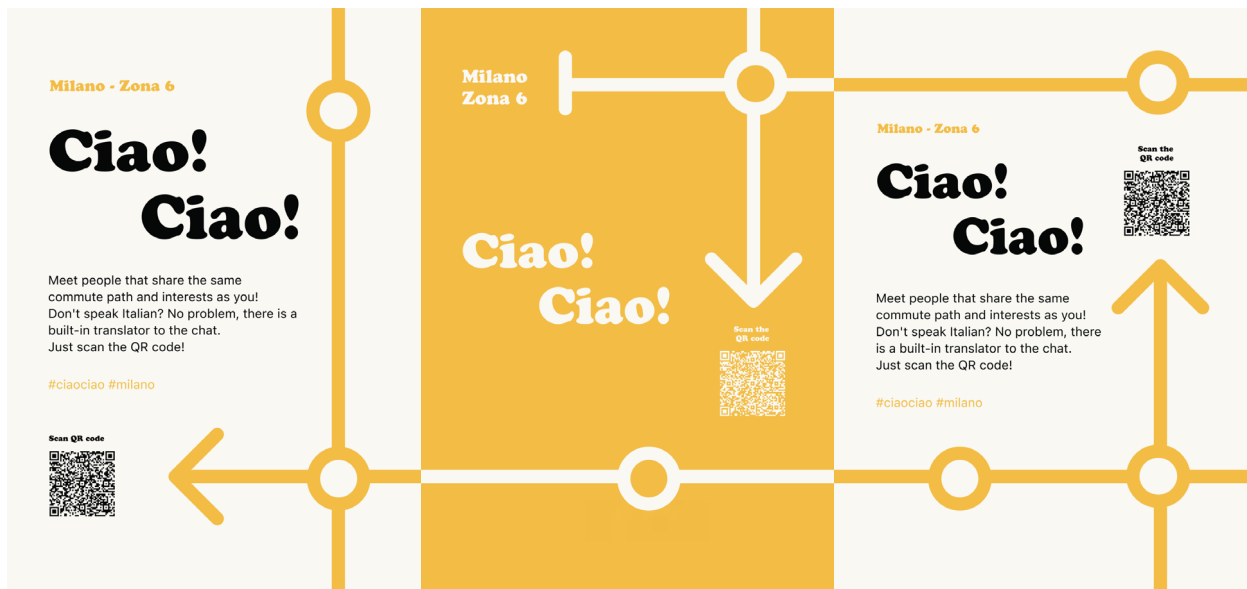 Milano - Zona 6
Ciao!
Ciao!
Meet people that share the same
commute path and interests as you!
Don't speak Italian? No problem, there is a
built-in translator to the chat.
Just scan the QR code!
#ciaociao #milano
Scan QR code
Milano
Zona 6
Ciao!
Ciao!
Scan the
QR code
Milano - Zona 6
Scan the
QR code
Ciao!
Ciao!
Meet people that share the same
commute path and interests as you!
Don't speak Italian? No problem, there
is a built-in translator to the chat.
Just scan the QR code!
#ciaociao #milano